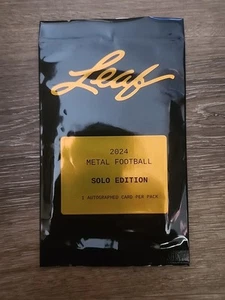 Leaf
2024
METAL FOOTBALL
SOLO EDITION
1 AUTOGRAPHED CARD PER PACK